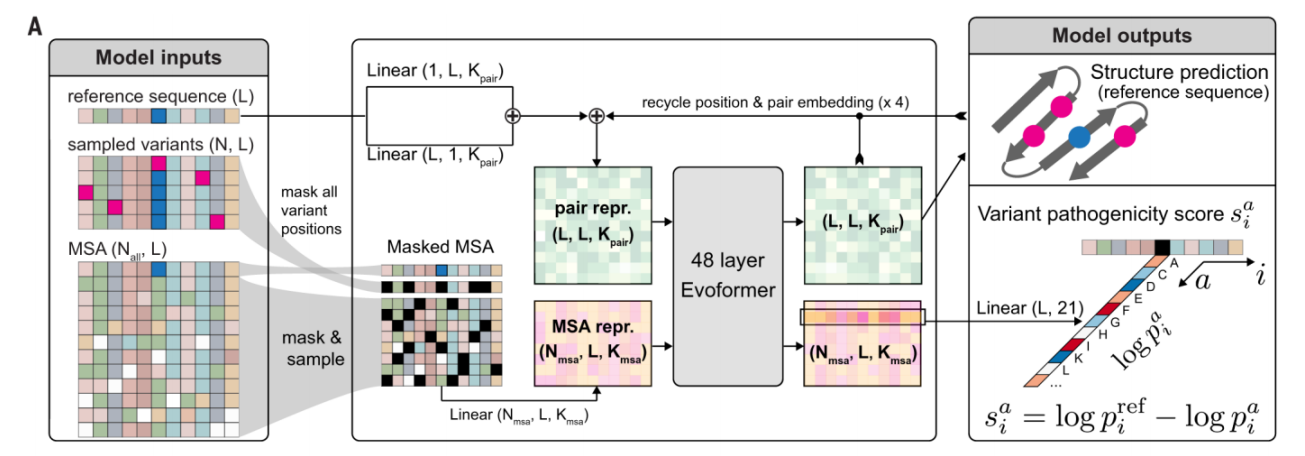 A
Model inputs
reference sequence (L)
sampled variants (N, L)
MSA (N_all, L)
mask all
variant
positions
mask &
sample
Linear (1, L, K_pair)
Linear (L, 1, K_pair)
recycle position & pair embedding (x 4)
Masked MSA
Linear (N_msa, L, K_msa)
pair repr.
(L, L, K_pair)
MSA repr.
(N_msa, L, K_msa)
48 layer
Evoformer
(L, L, K_pair)
(N_msa, L, K_msa)
Linear (L, 21)
Model outputs
Structure prediction
(reference sequence)
Variant pathogenicity score s_i^a
A
C
D
E
F
G
H
I
K
L
...
a
i
log p_i^a
s_i^a = log p_i^ref − log p_i^a